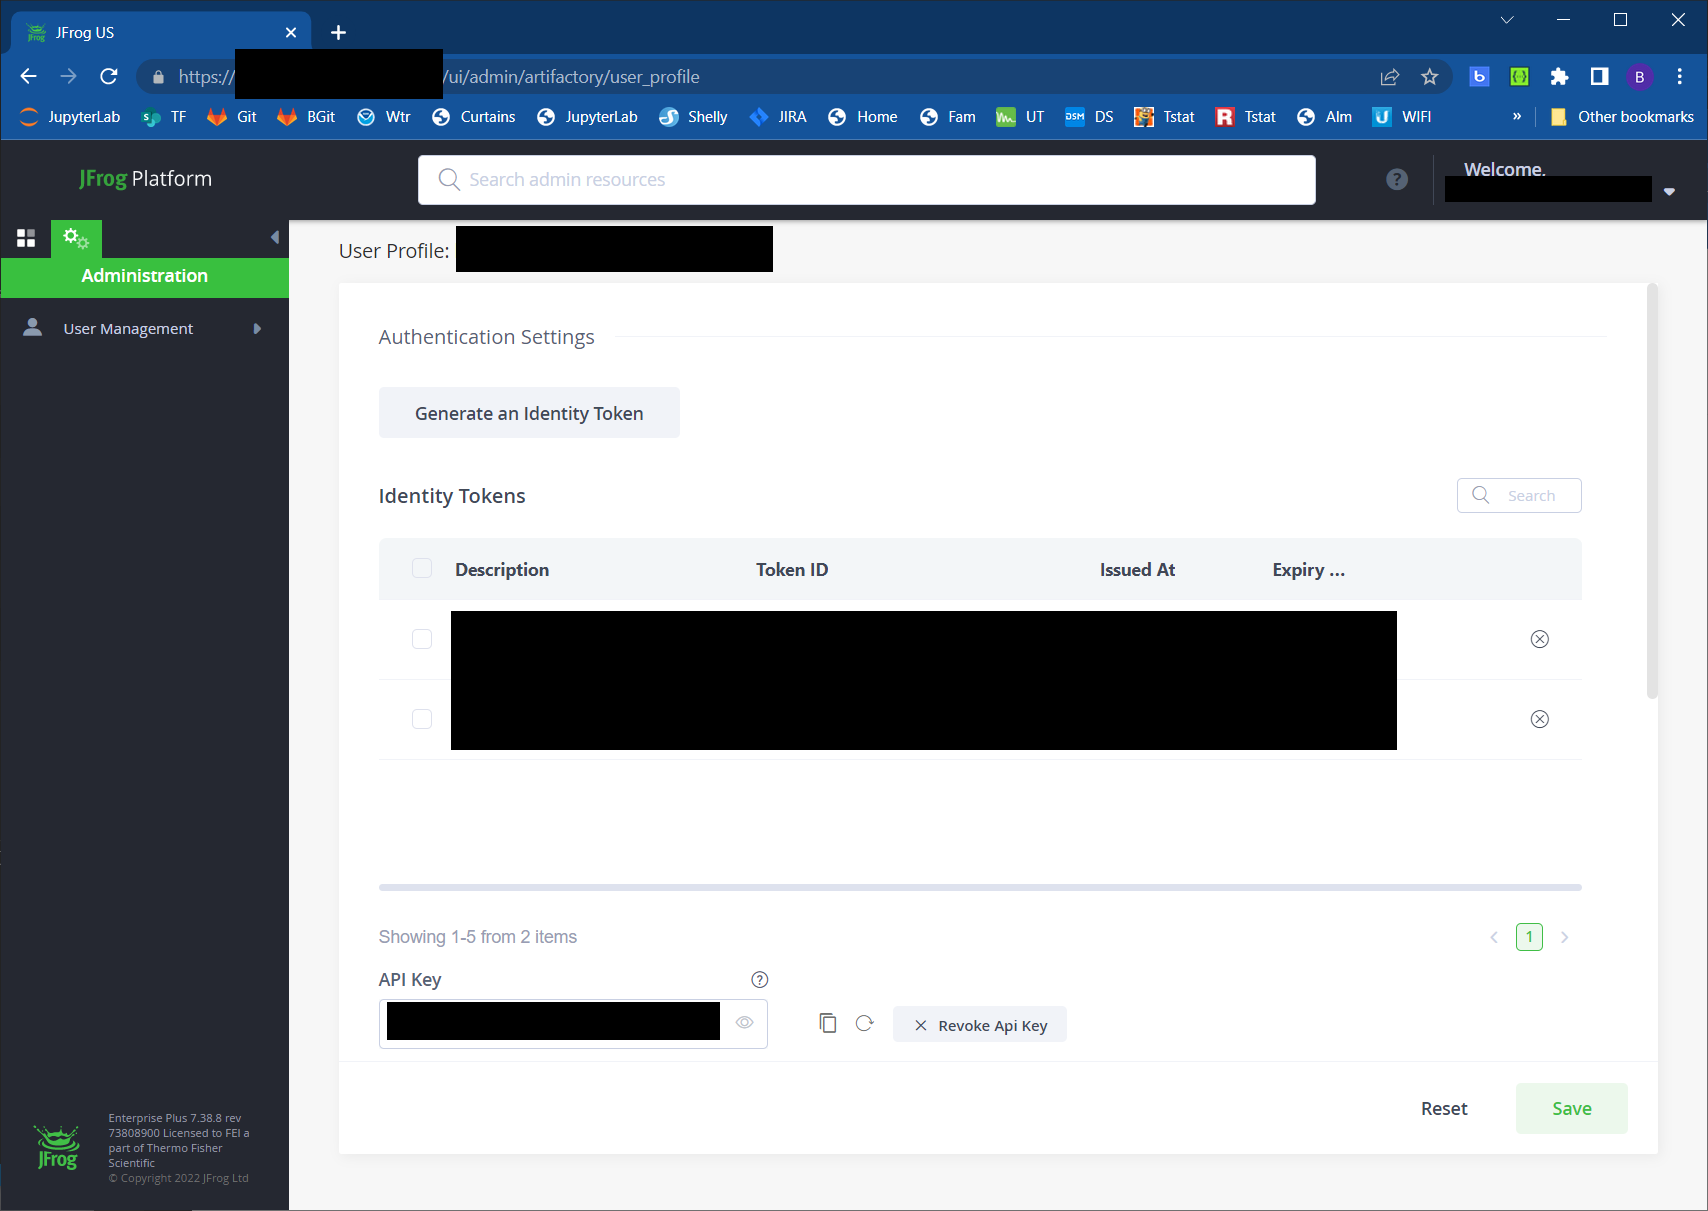 JFrog US
https://
/ui/admin/artifactory/user_profile
b
B
JupyterLab TF Git BGit Wtr Curtains JupyterLab Shelly JIRA Home Fam UT DSM DS Tstat R Tstat Alm U WIFI » Other bookmarks
JFrog Platform
Search admin resources
?
Welcome,
Administration
User Management
User Profile:
Authentication Settings
Generate an Identity Token
Identity Tokens
Search
Description Token ID Issued At Expiry ...
Showing 1-5 from 2 items
1
API Key
?
Revoke Api Key
Reset
Save
JFrog
Enterprise Plus 7.38.8 rev
73808900 Licensed to FEI a
part of Thermo Fisher
Scientific
© Copyright 2022 JFrog Ltd